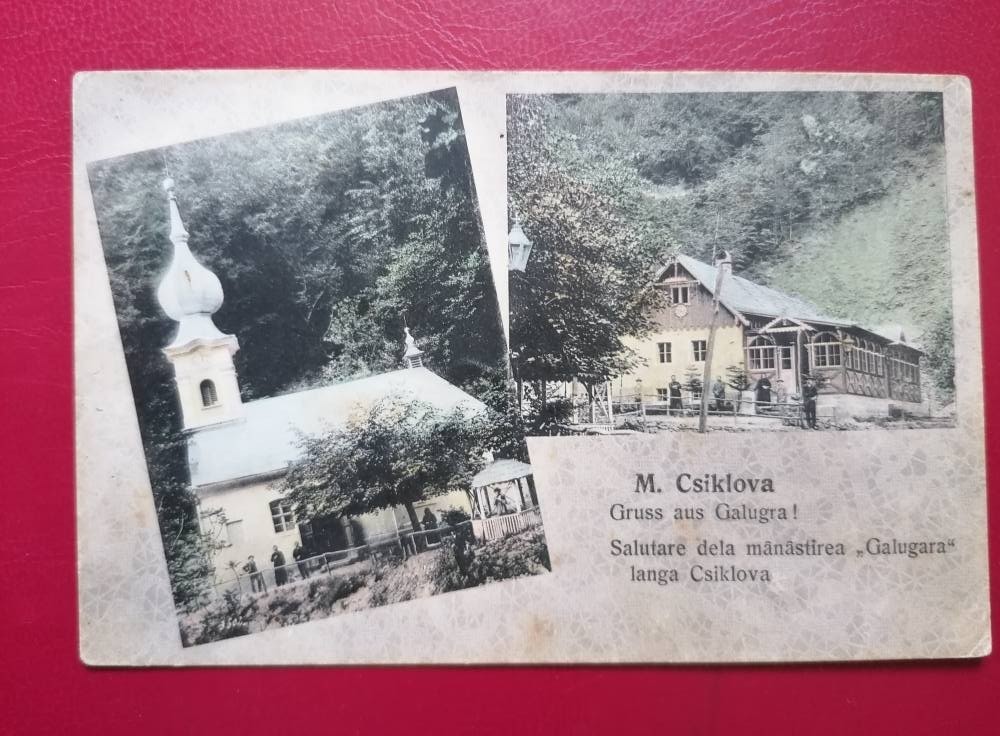 M. Csiklova
Gruss aus Galugra!
Salutare dela mânăstirea „Galugara“
langa Csiklova